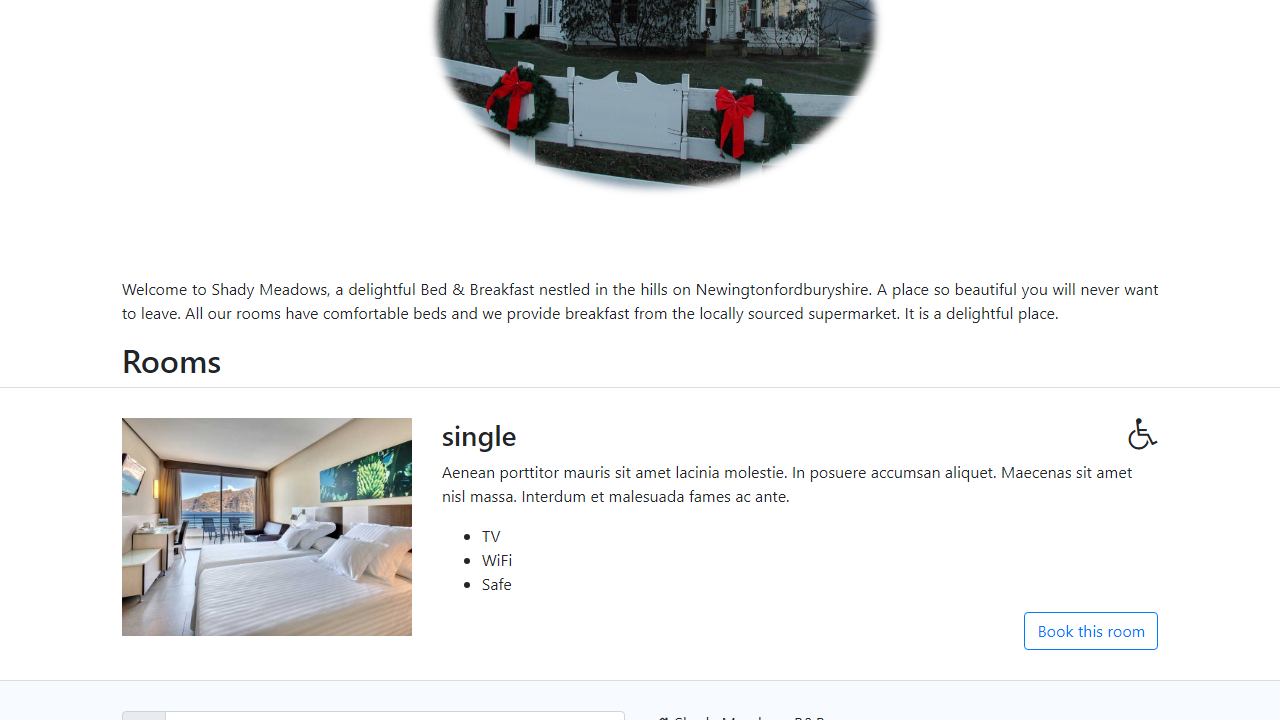 Welcome to Shady Meadows, a delightful Bed & Breakfast nestled in the hills on Newingtonfordburyshire. A place so beautiful you will never want
to leave. All our rooms have comfortable beds and we provide breakfast from the locally sourced supermarket. It is a delightful place.
Rooms
single
Aenean porttitor mauris sit amet lacinia molestie. In posuere accumsan aliquet. Maecenas sit amet
nisl massa. Interdum et malesuada fames ac ante.
TV
WiFi
Safe
Book this room